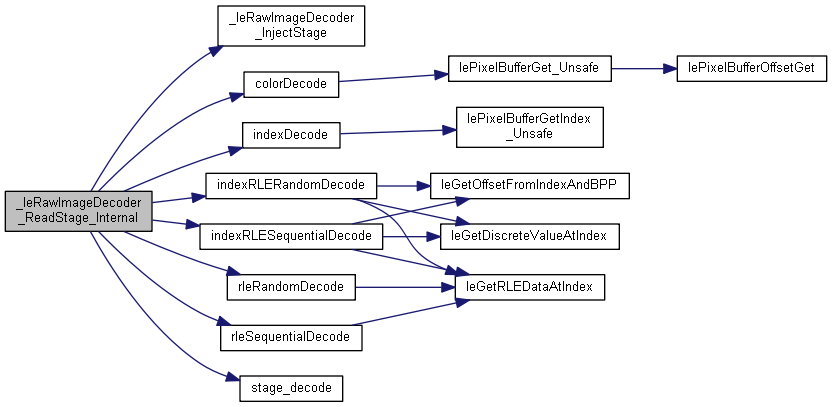 _leRawImageDecoder
_InjectStage
colorDecode
lePixelBufferGet_Unsafe
lePixelBufferOffsetGet
indexDecode
lePixelBufferGetIndex
_Unsafe
_leRawImageDecoder
_ReadStage_Internal
indexRLERandomDecode
leGetOffsetFromIndexAndBPP
indexRLESequentialDecode
leGetDiscreteValueAtIndex
rleRandomDecode
leGetRLEDataAtIndex
rleSequentialDecode
stage_decode